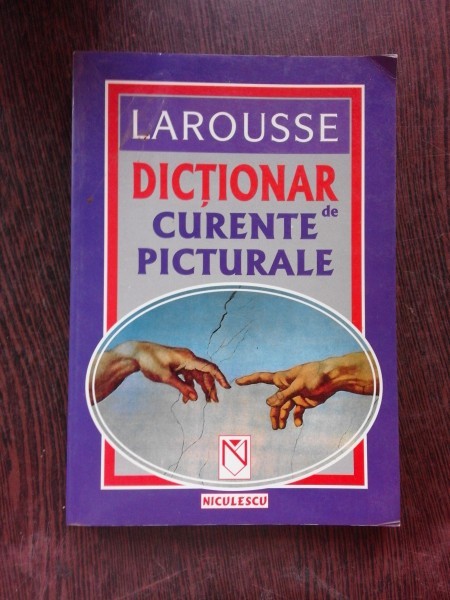 LAROUSSE
DICȚIONAR
de
CURENTE
PICTURALE
N
NICULESCU